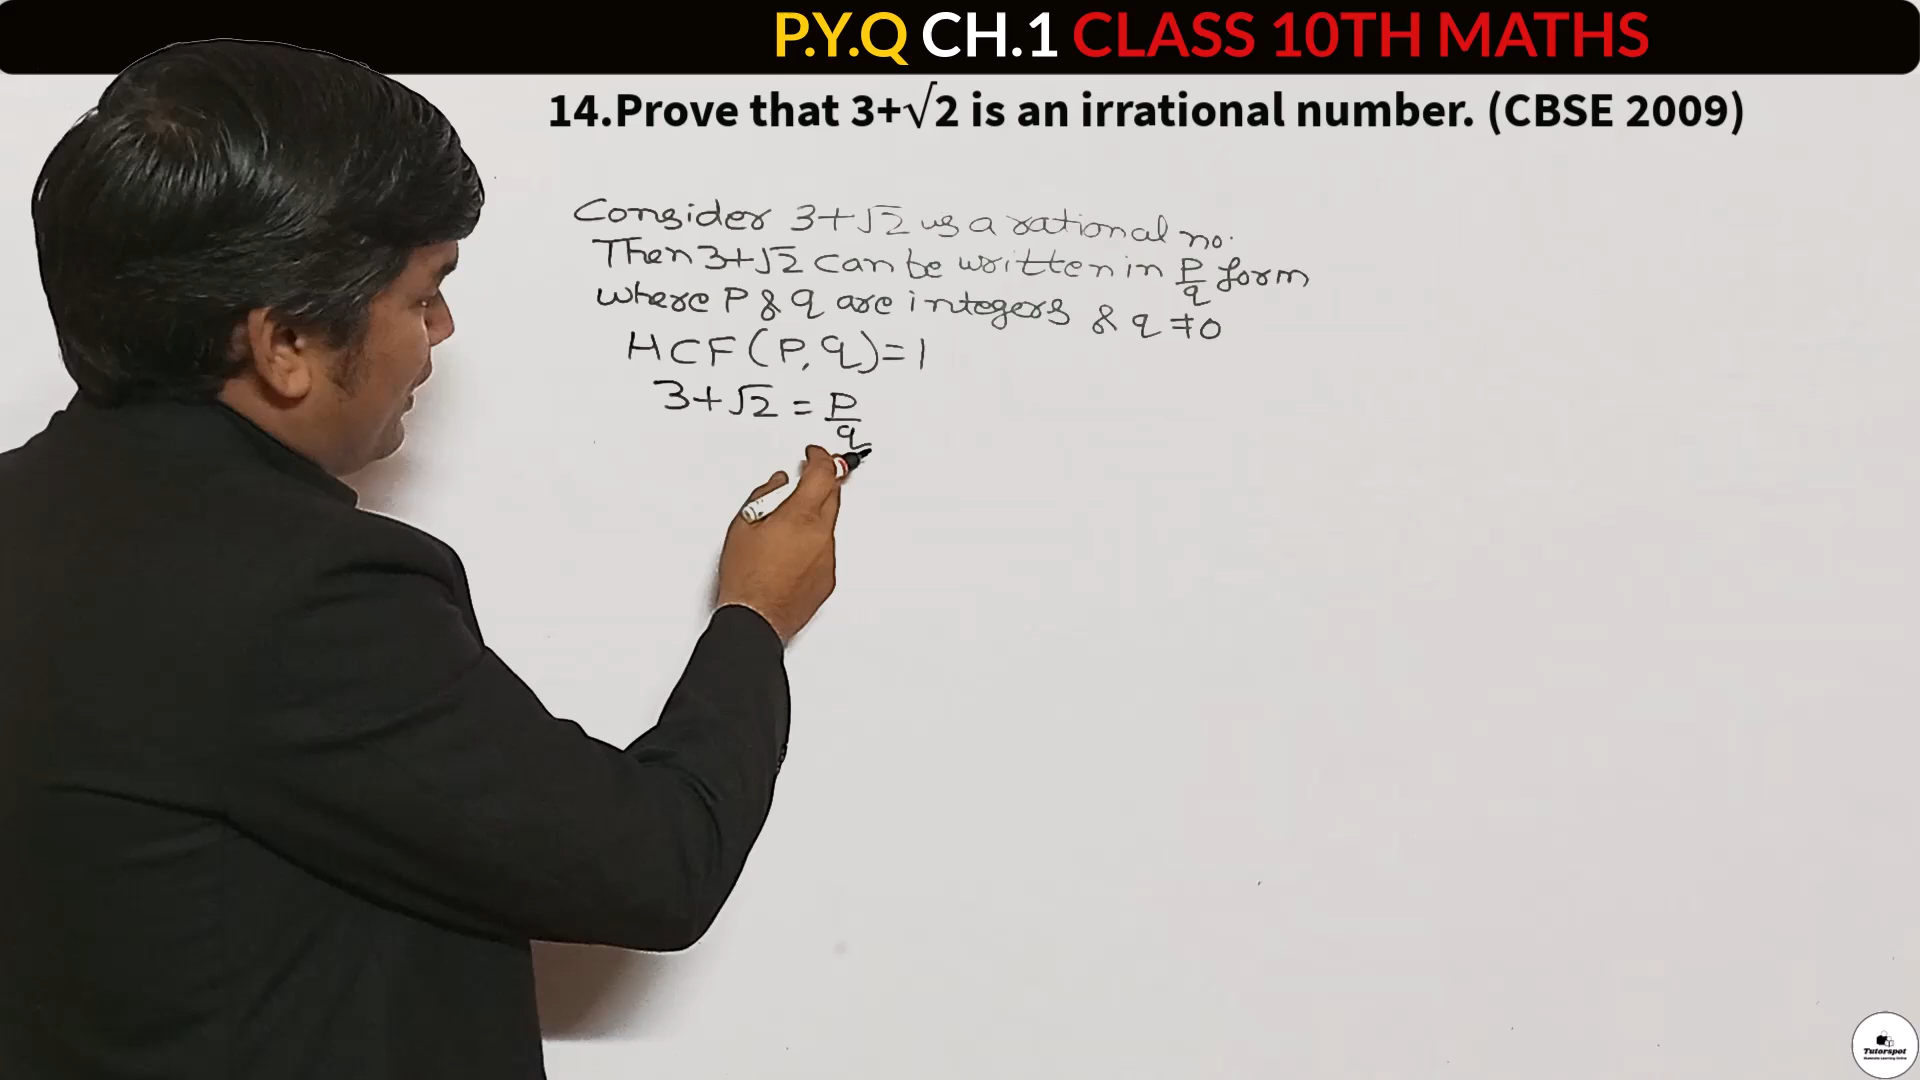 P.Y.Q CH.1 CLASS 10TH MATHS
14.Prove that 3+√2 is an irrational number. (CBSE 2009)
Consider 3+√2 is a rational no.
Then 3+√2 can be written in P/q form
where P & q are integers & q ≠0
HCF(P,q)=1
3+√2 = P/q
Tutorspot